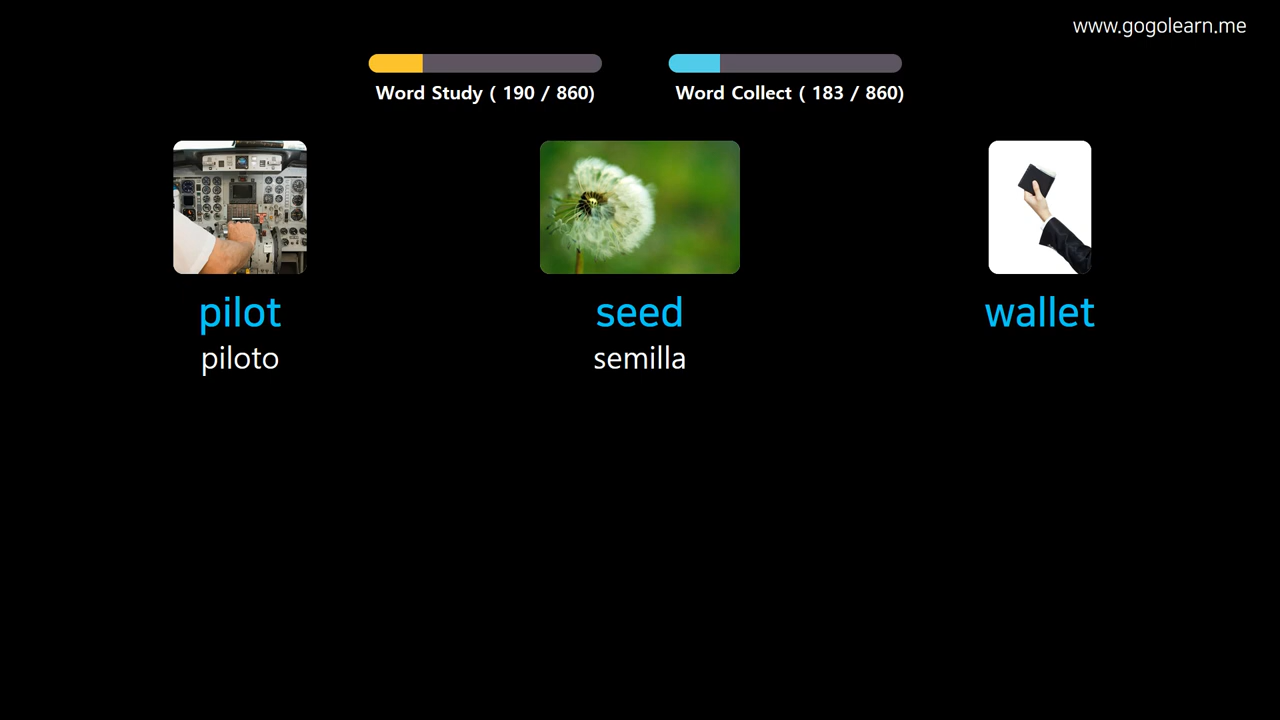 www.gogolearn.me
Word Study ( 190 / 860)
Word Collect ( 183 / 860)
pilot
piloto
seed
semilla
wallet